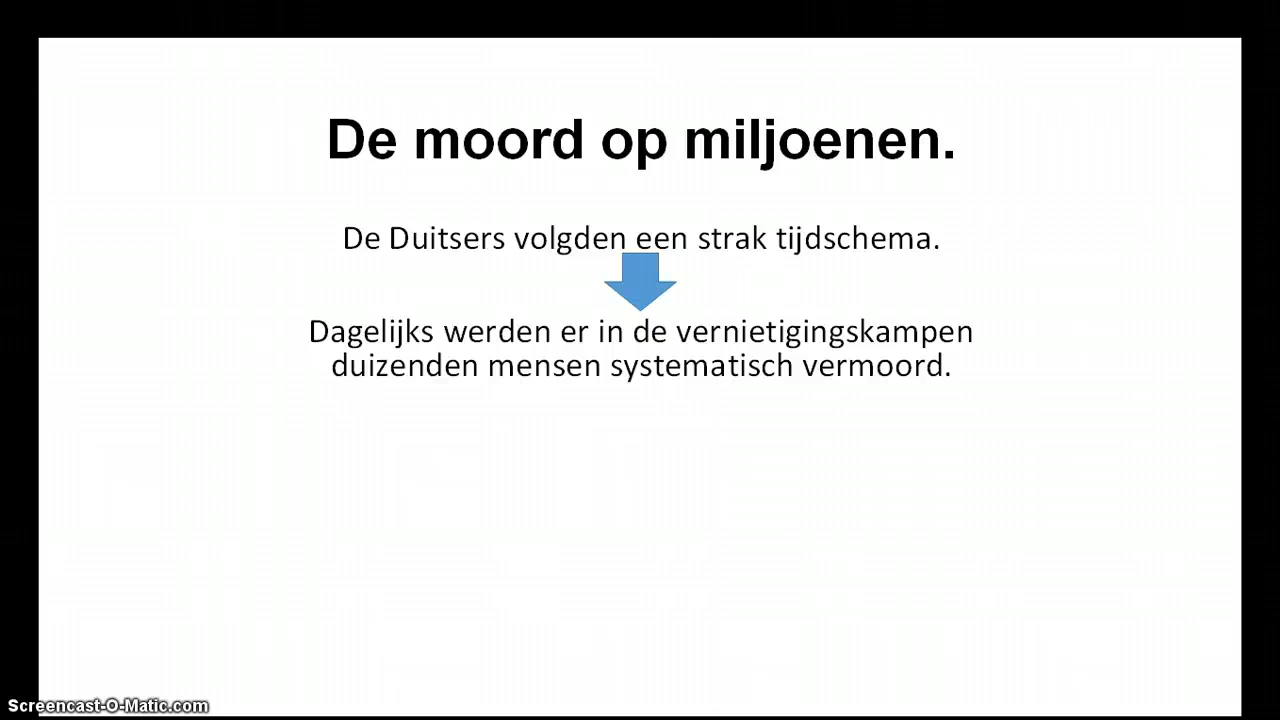 De moord op miljoenen.
De Duitsers volgden een strak tijdschema.
Dagelijks werden er in de vernietigingskampen
duizenden mensen systematisch vermoord.
Screencast-O-Matic.com